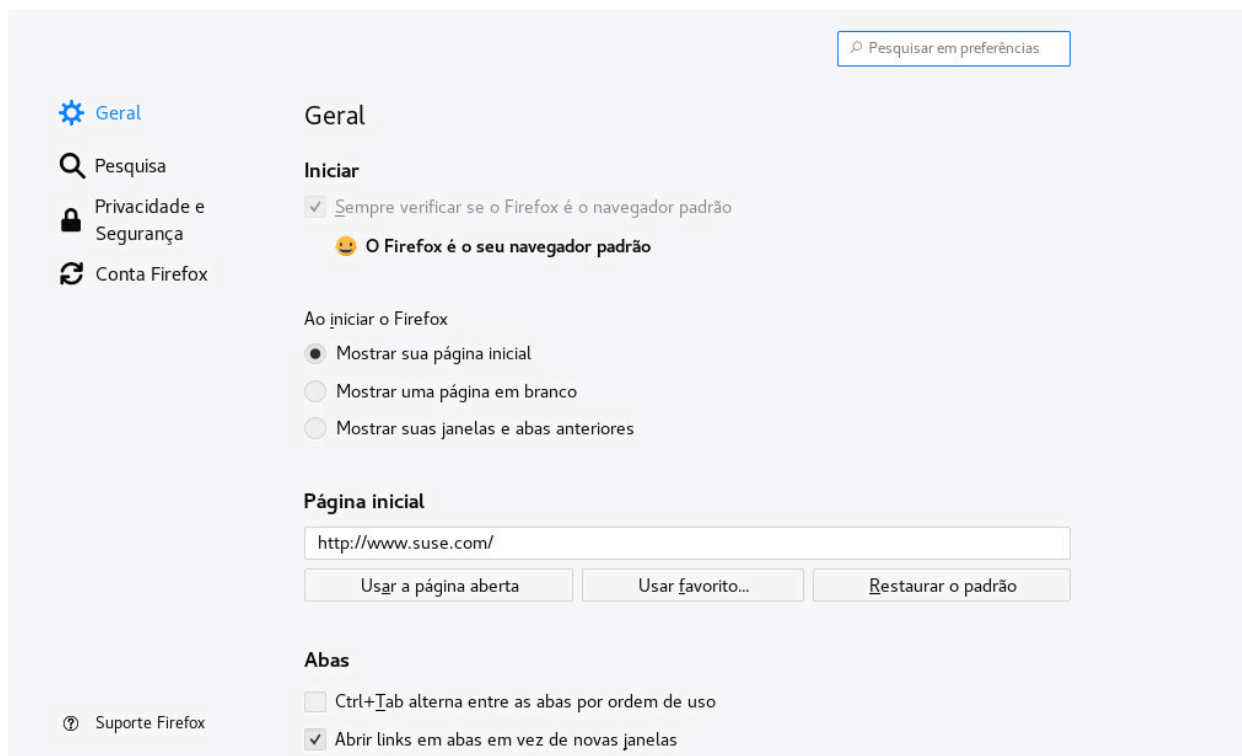 Pesquisar em preferências
Geral
Pesquisa
Privacidade e
Segurança
Conta Firefox
Suporte Firefox
Geral
Iniciar
Sempre verificar se o Firefox é o navegador padrão
O Firefox é o seu navegador padrão
Ao iniciar o Firefox
Mostrar sua página inicial
Mostrar uma página em branco
Mostrar suas janelas e abas anteriores
Página inicial
http://www.suse.com/
Usar a página aberta
Usar favorito...
Restaurar o padrão
Abas
Ctrl+Tab alterna entre as abas por ordem de uso
Abrir links em abas em vez de novas janelas